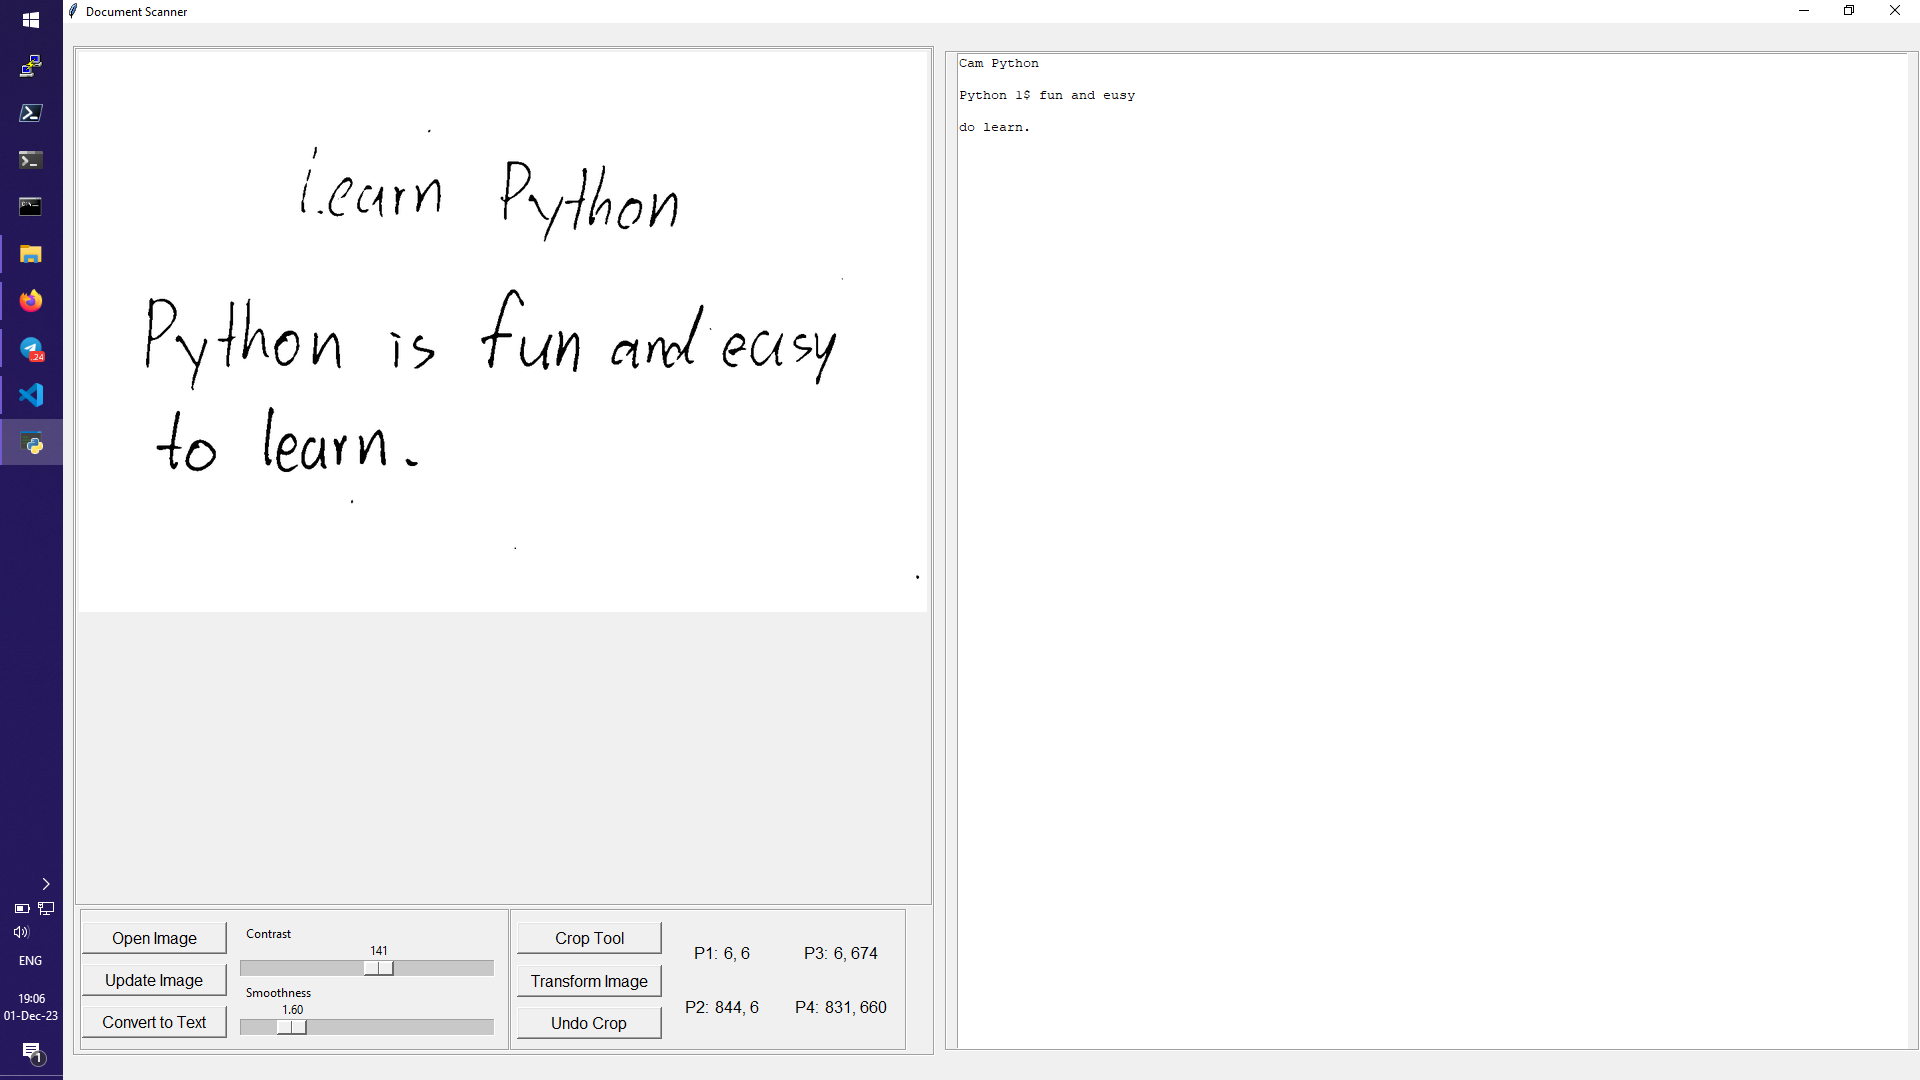 Document Scanner
Learn Python
Python is fun and easy
to learn.
Cam Python
Python l$ fun and eusy
do learn.
Open Image
Update Image
Convert to Text
Contrast
141
Smoothness
1.60
Crop Tool
Transform Image
Undo Crop
P1: 6, 6
P3: 6, 674
P2: 844, 6
P4: 831, 660
24
ENG
19:06
01-Dec-23
1